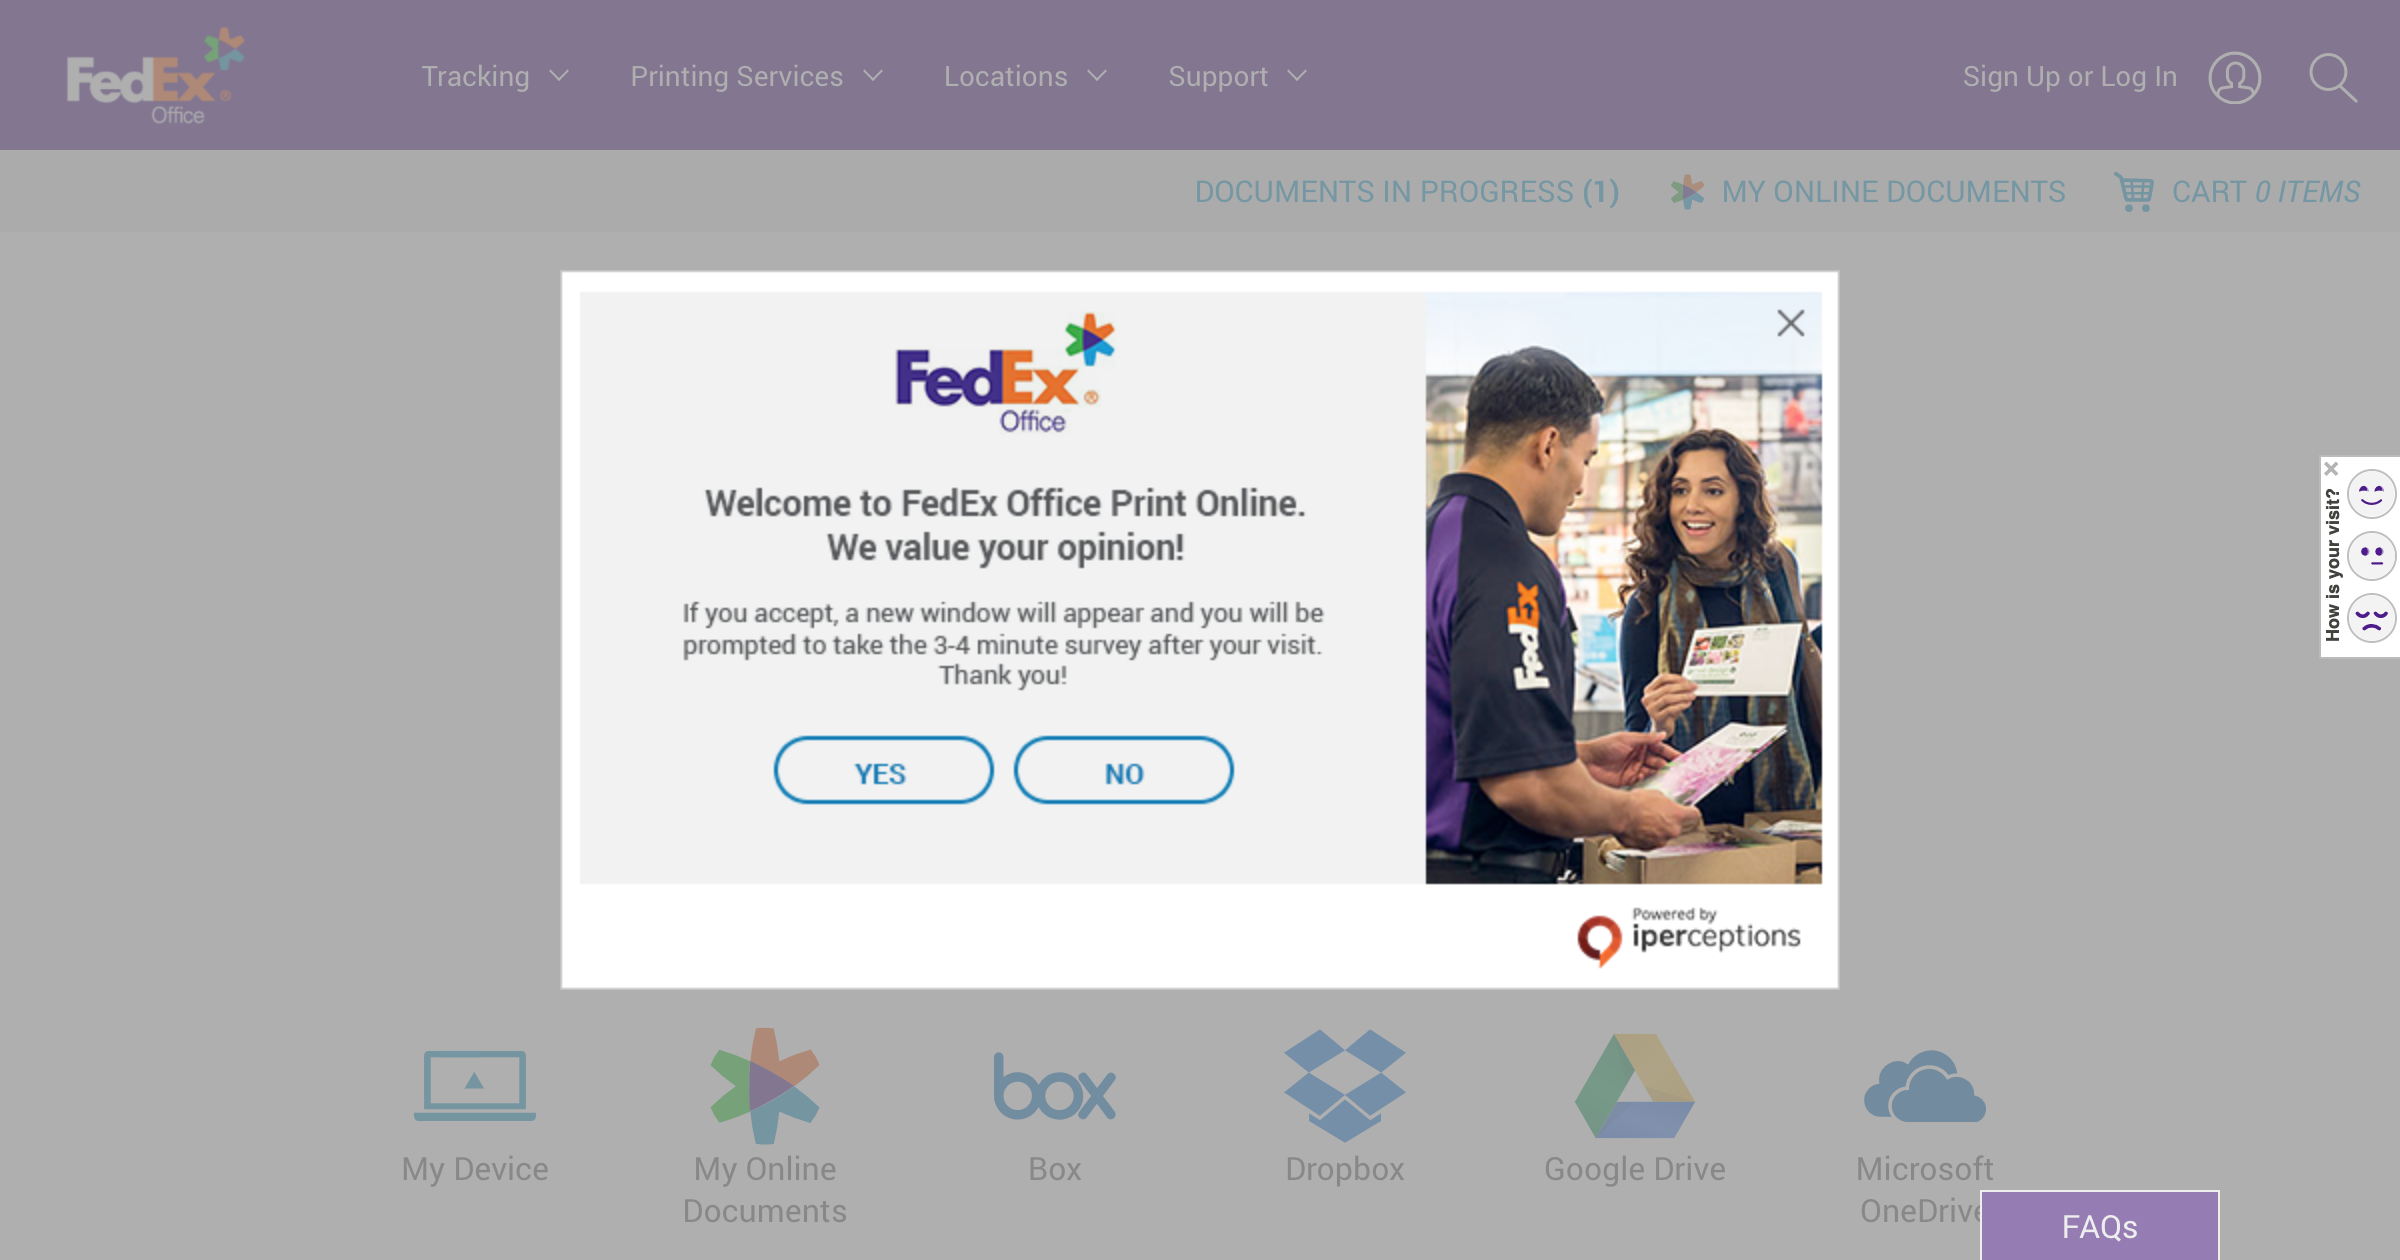 FedEx®
Office
Tracking
Printing Services
Locations
Support
Sign Up or Log In
DOCUMENTS IN PROGRESS (1)
MY ONLINE DOCUMENTS
CART 0 ITEMS
FedEx®
Office
Welcome to FedEx Office Print Online.
We value your opinion!
If you accept, a new window will appear and you will be
prompted to take the 3-4 minute survey after your visit.
Thank you!
YES
NO
FedEx
Powered by
iperceptions
How is your visit?
box
My Device
My Online
Documents
Box
Dropbox
Google Drive
Microsoft
OneDrive
FAQs